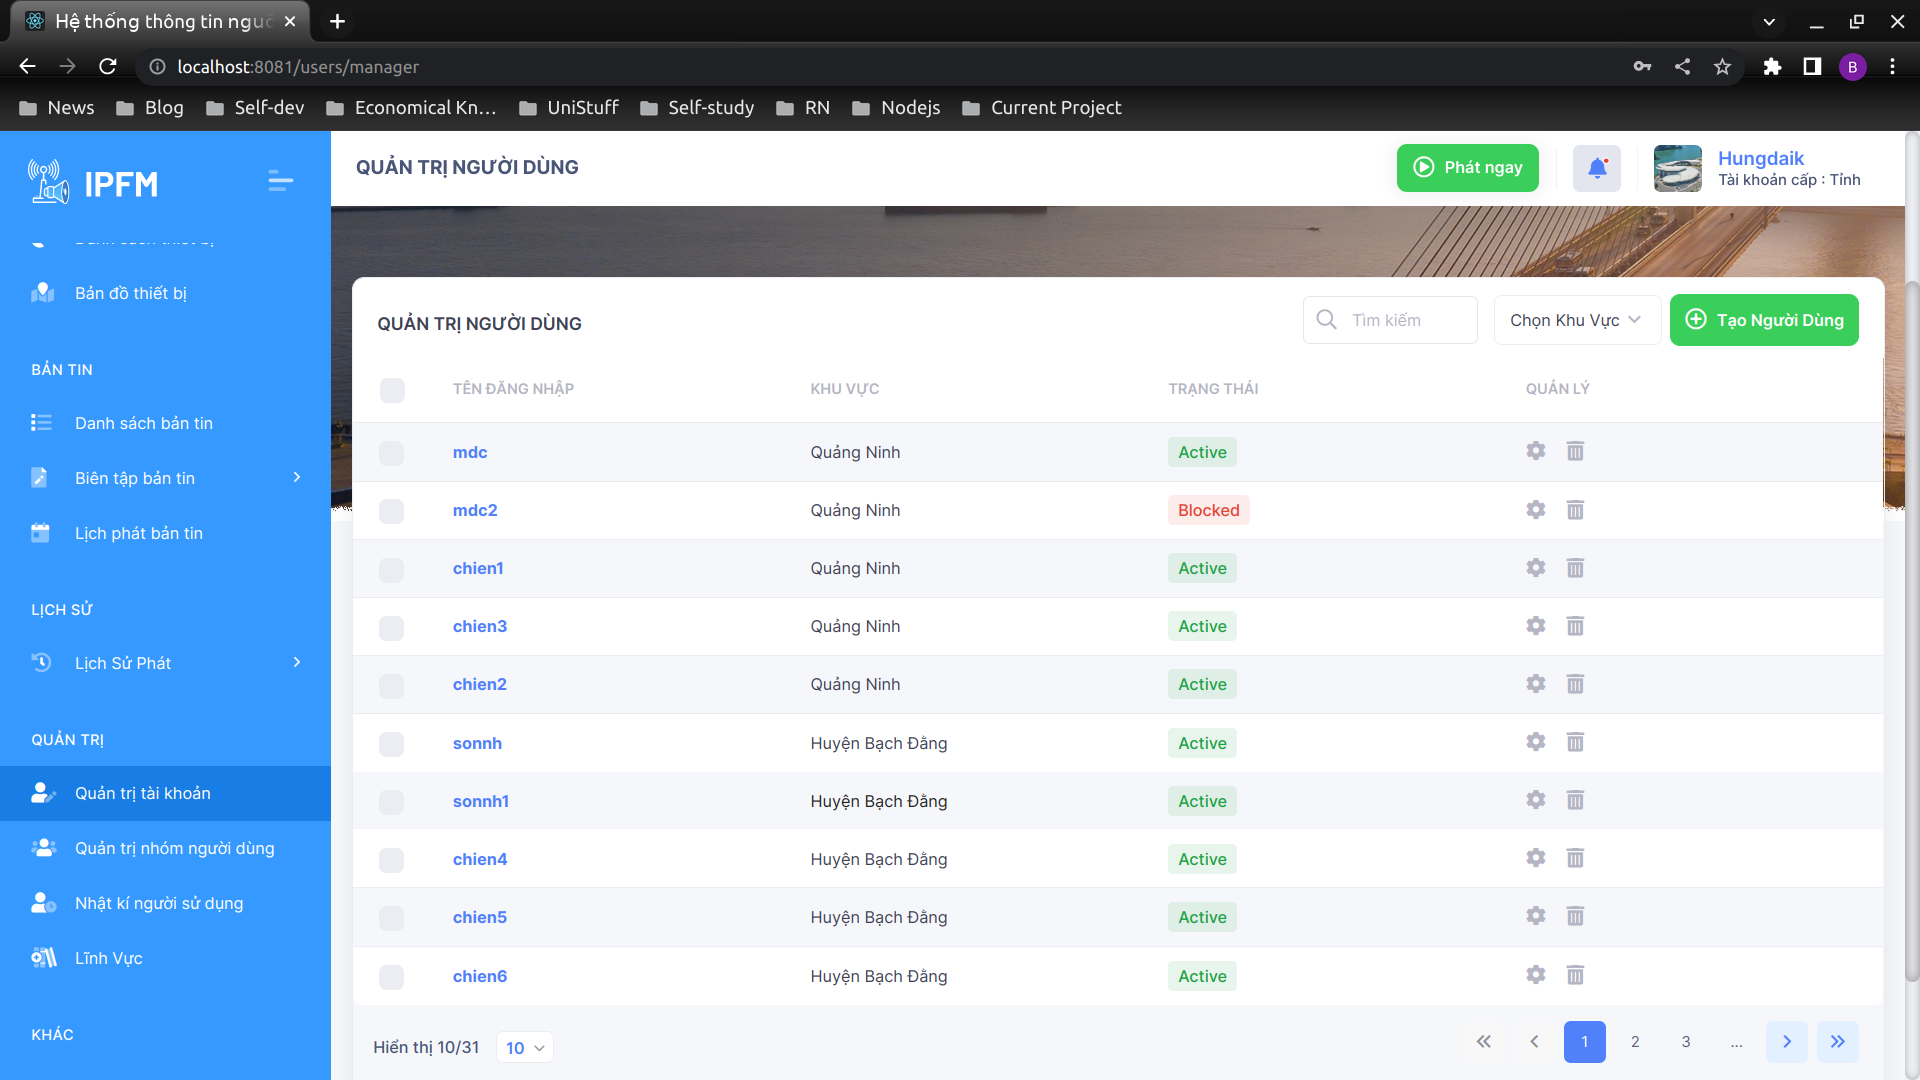 Hệ thống thông tin nguồ
localhost:8081/users/manager
B
News
Blog
Self-dev
Economical Kn...
UniStuff
Self-study
RN
Nodejs
Current Project
IPFM
Bản đồ thiết bị
BẢN TIN
Danh sách bản tin
Biên tập bản tin
Lịch phát bản tin
LỊCH SỬ
Lịch Sử Phát
QUẢN TRỊ
Quản trị tài khoản
Quản trị nhóm người dùng
Nhật kí người sử dụng
Lĩnh Vực
KHÁC
QUẢN TRỊ NGƯỜI DÙNG
Phát ngay
Hungdaik
Tài khoản cấp : Tỉnh
QUẢN TRỊ NGƯỜI DÙNG
Tìm kiếm
Chọn Khu Vực
Tạo Người Dùng
TÊN ĐĂNG NHẬP KHU VỰC TRẠNG THÁI QUẢN LÝ
mdc Quảng Ninh Active
mdc2 Quảng Ninh Blocked
chien1 Quảng Ninh Active
chien3 Quảng Ninh Active
chien2 Quảng Ninh Active
sonnh Huyện Bạch Đằng Active
sonnh1 Huyện Bạch Đằng Active
chien4 Huyện Bạch Đằng Active
chien5 Huyện Bạch Đằng Active
chien6 Huyện Bạch Đằng Active
Hiển thị 10/31 10
1 2 3 ...